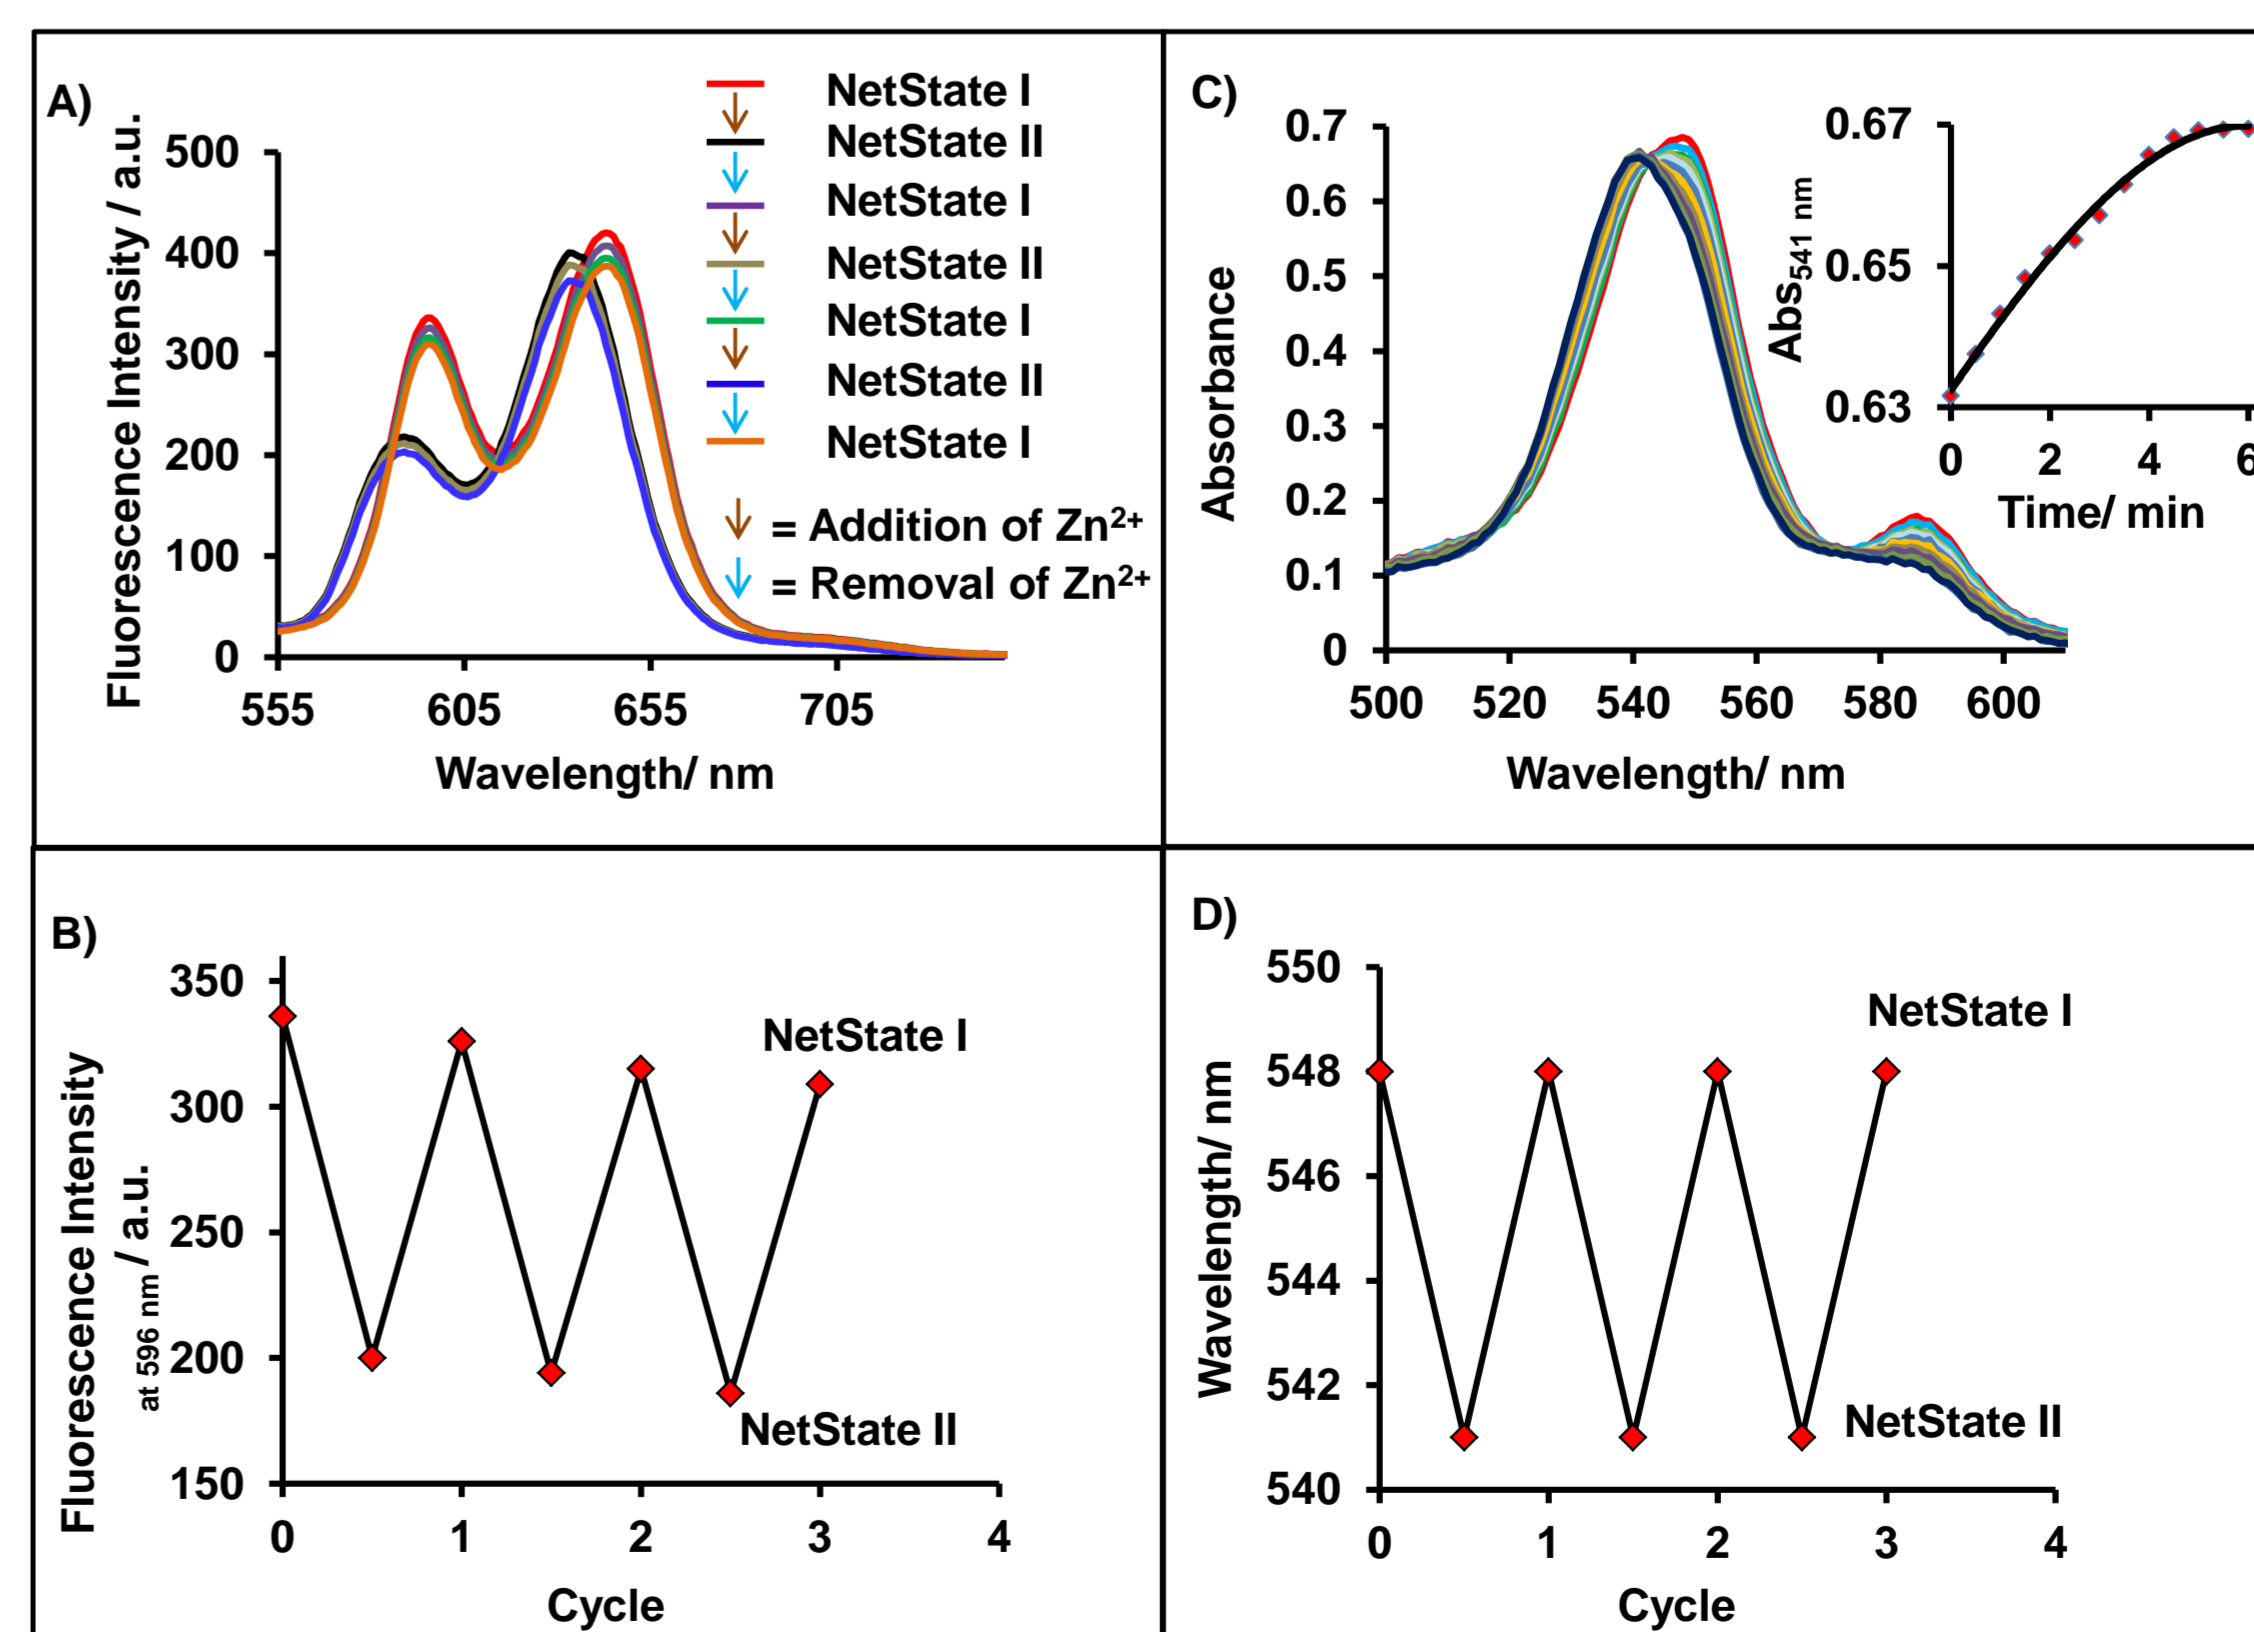 A)
Fluorescence Intensity / a.u.
500
400
300
200
100
0
555 605 655 705
Wavelength/ nm
NetState I
NetState II
NetState I
NetState II
NetState I
NetState II
NetState I
= Addition of Zn²⁺
= Removal of Zn²⁺
C)
Absorbance
0.7
0.6
0.5
0.4
0.3
0.2
0.1
0
500 520 540 560 580 600
Wavelength/ nm
Abs541 nm
0.67
0.65
0.63
0 2 4 6
Time/ min
B)
Fluorescence Intensity
at 596 nm / a.u.
350
300
250
200
150
0 1 2 3 4
Cycle
NetState I
NetState II
D)
Wavelength/ nm
550
548
546
544
542
540
0 1 2 3 4
Cycle
NetState I
NetState II